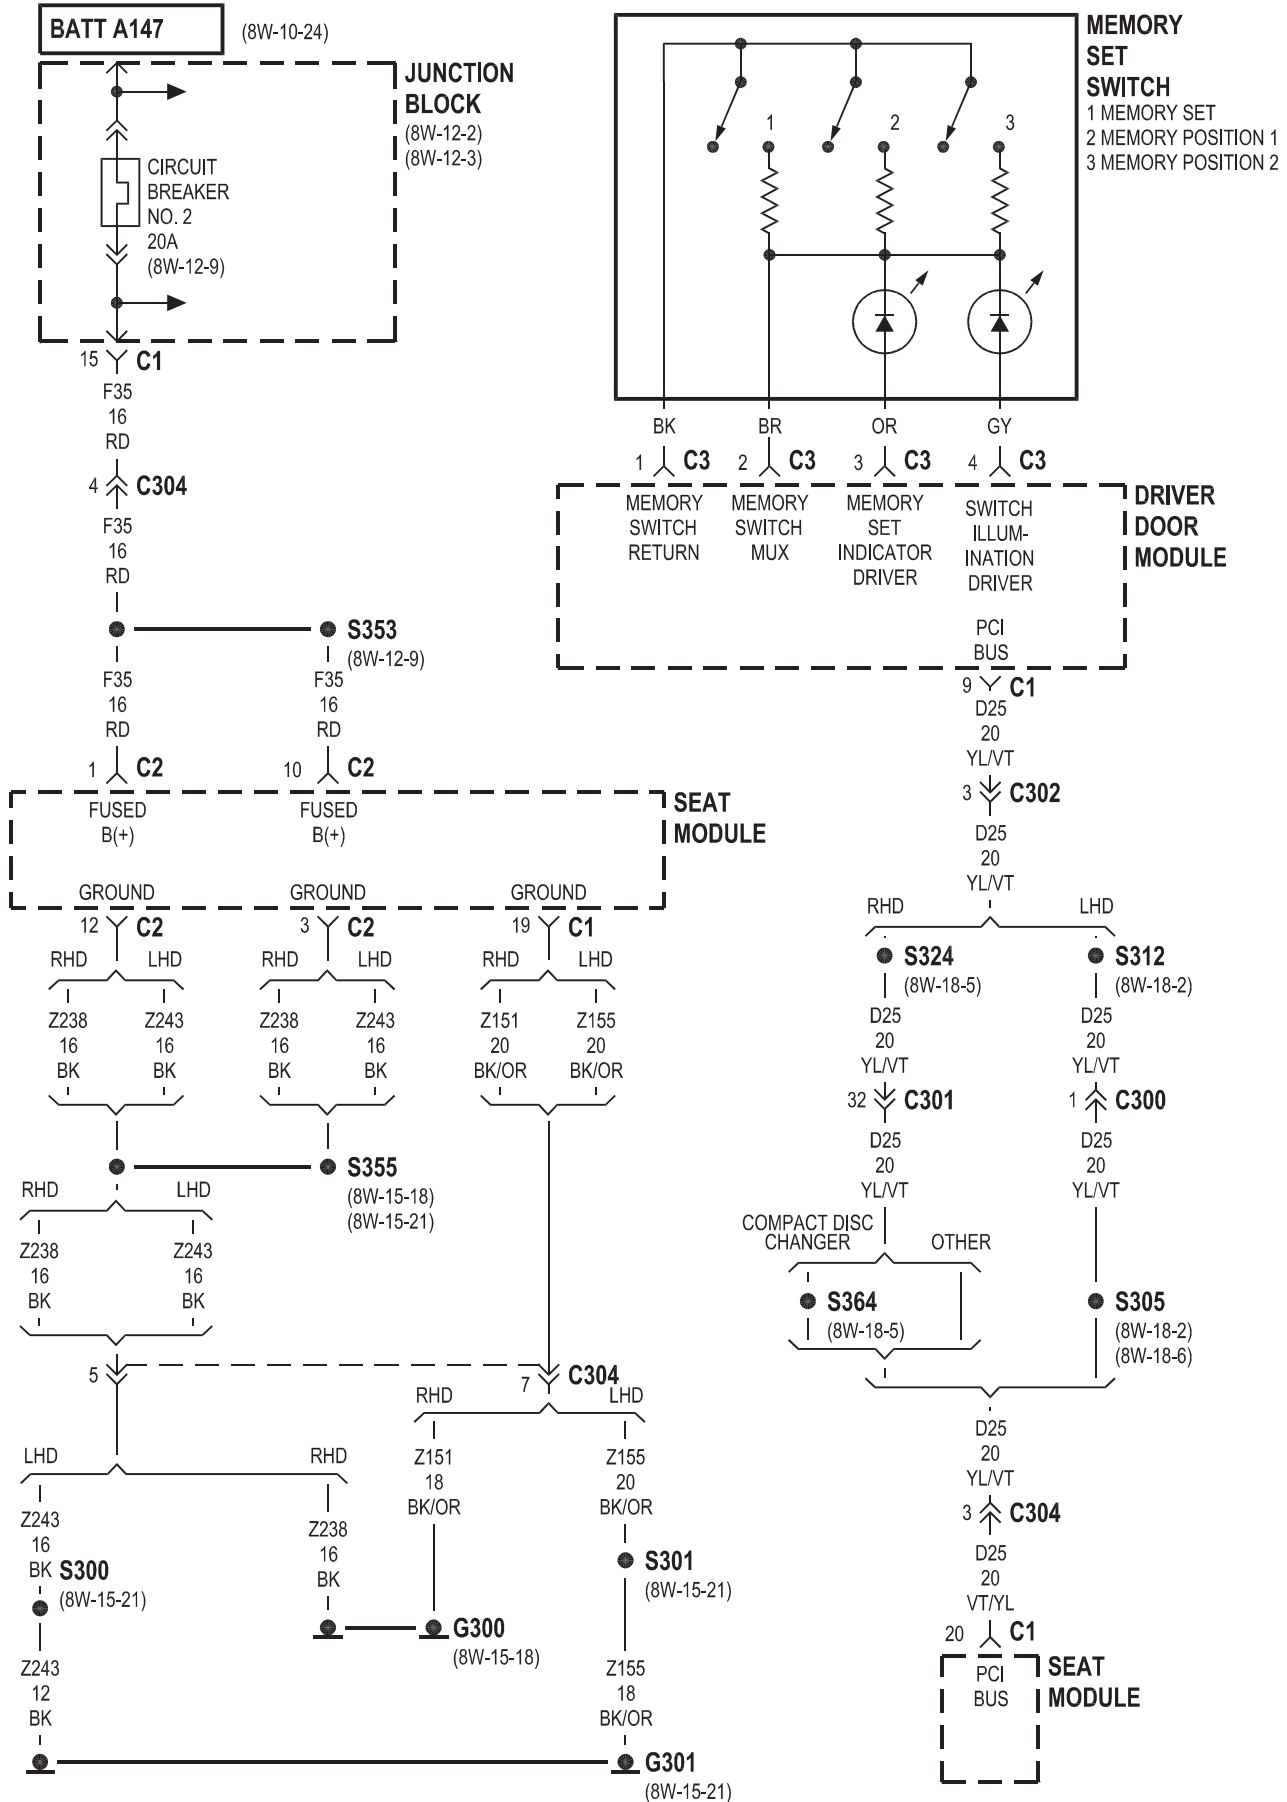 BATT A147
(8W-10-24)
JUNCTION
BLOCK
(8W-12-2)
(8W-12-3)
CIRCUIT
BREAKER
NO. 2
20A
(8W-12-9)
15
C1
F35
16
RD
4
C304
F35
16
RD
S353
(8W-12-9)
F35
16
RD
F35
16
RD
1
C2
10
C2
FUSED
B(+)
FUSED
B(+)
SEAT
MODULE
GROUND
GROUND
GROUND
12
C2
3
C2
19
C1
RHD
LHD
RHD
LHD
RHD
LHD
Z238
16
BK
Z243
16
BK
Z238
16
BK
Z243
16
BK
Z151
20
BK/OR
Z155
20
BK/OR
S355
(8W-15-18)
(8W-15-21)
RHD
LHD
Z238
16
BK
Z243
16
BK
5
7
C304
LHD
RHD
RHD
LHD
Z243
16
BK
S300
(8W-15-21)
Z238
16
BK
Z151
18
BK/OR
Z155
20
BK/OR
G300
(8W-15-18)
S301
(8W-15-21)
Z243
12
BK
Z155
18
BK/OR
G301
(8W-15-21)
MEMORY
SET
SWITCH
1 MEMORY SET
2 MEMORY POSITION 1
3 MEMORY POSITION 2
1
2
3
BK
BR
OR
GY
1
C3
2
C3
3
C3
4
C3
MEMORY
SWITCH
RETURN
MEMORY
SWITCH
MUX
MEMORY
SET
INDICATOR
DRIVER
SWITCH
ILLUM-
INATION
DRIVER
DRIVER
DOOR
MODULE
PCI
BUS
9
C1
D25
20
YL/VT
3
C302
D25
20
YL/VT
RHD
LHD
S324
(8W-18-5)
S312
(8W-18-2)
D25
20
YL/VT
D25
20
YL/VT
32
C301
1
C300
D25
20
YL/VT
D25
20
YL/VT
COMPACT DISC
CHANGER
OTHER
S364
(8W-18-5)
S305
(8W-18-2)
(8W-18-6)
D25
20
YL/VT
3
C304
D25
20
VT/YL
20
C1
PCI
BUS
SEAT
MODULE